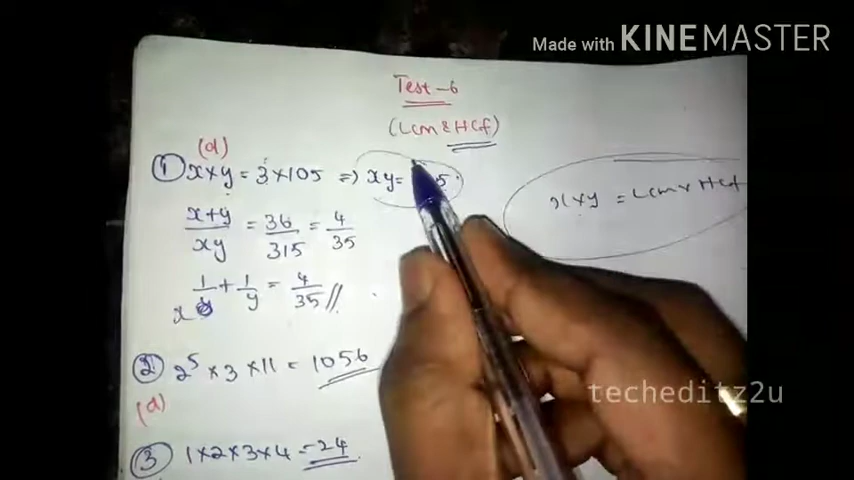 Made with KINEMASTER
Test-6
(Lcm & Hcf)
(d)
① x×y = 3×105 ⇒ xy= 5
x×y = Lcm × Hcf
x+y/xy = 36/315 = 4/35
1/x + 1/y = 4/35 //
② 2⁵ × 3 × 11 = 1056
techeditz2u
(d)
③ 1×2×3×4 = 24